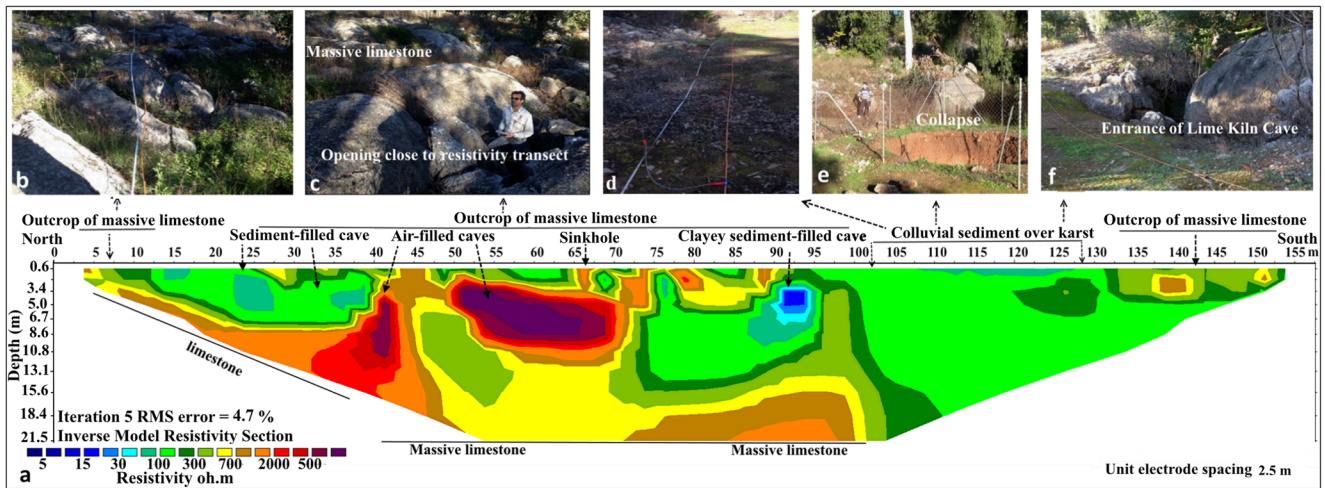 Massive limestone
Opening close to resistivity transect
Collapse
Entrance of Lime Kiln Cave
b
c
d
e
f
Outcrop of massive limestone
Outcrop of massive limestone
Outcrop of massive limestone
North
Sediment-filled cave
Air-filled caves
Sinkhole
Clayey sediment-filled cave
Colluvial sediment over karst
South
5 10 15 20 25 30 35 40 45 50 55 60 65 70 75 80 85 90 95 100 105 110 115 120 125 130 135 140 145 150 155 m
0.6
3.4
5.0
6.7
8.6
10.8
13.1
15.6
18.4
21.5
Depth (m)
limestone
Iteration 5 RMS error = 4.7 %
Inverse Model Resistivity Section
5 15 30 100 300 700 2000 500
Resistivity oh.m
a
Massive limestone
Massive limestone
Unit electrode spacing 2.5 m